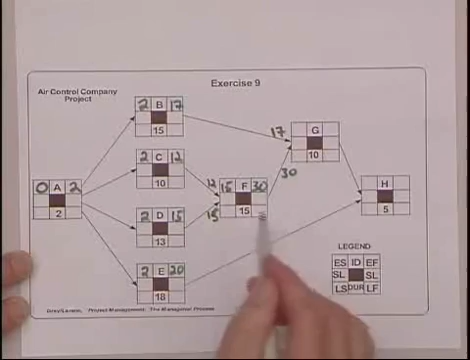 Exercise 9
Air Control Company
Project
2 B 17
15
17
G
10
2 C 12
10
12
30
0 A 2
2
15 F 30
15
15
H
5
2 D 15
13
2 E 20
18
LEGEND
ES ID EF
SL SL
LS DUR LF
Gray/Larson, Project Management: The Managerial Process